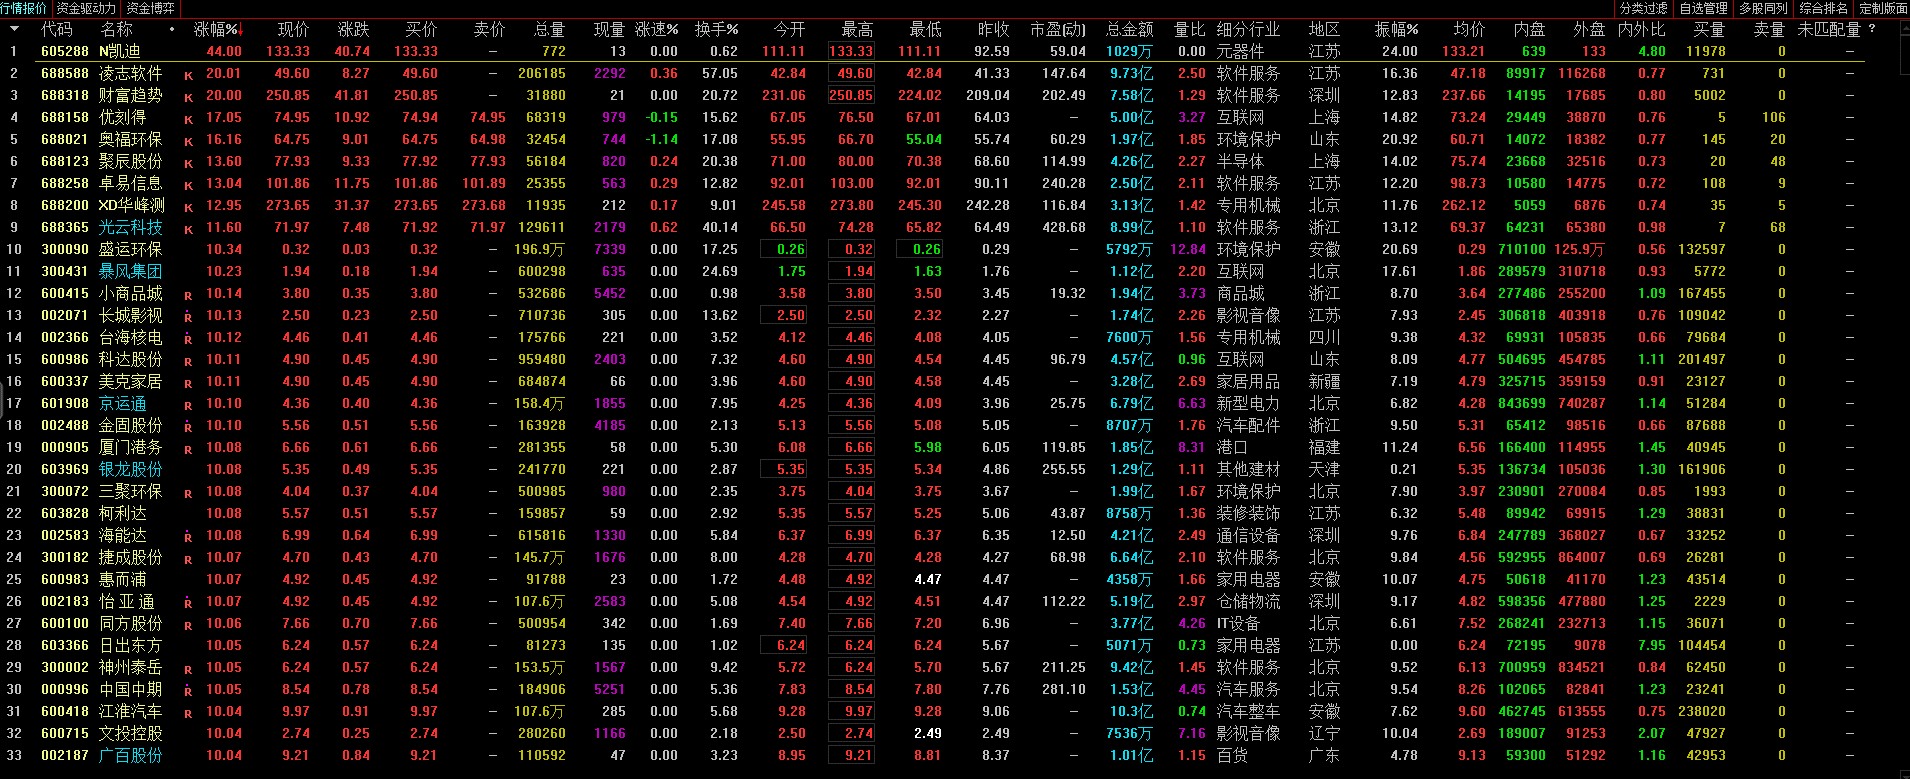 行情报价 资金驱动力 资金博弈 分类过滤 自选管理 多股同列 综合排名 定制版面
代码 名称 涨幅%↓ 现价 涨跌 买价 卖价 总量 现量 涨速% 换手% 今开 最高 最低 昨收 市盈(动) 总金额 量比 细分行业 地区 振幅% 均价 内盘 外盘 内外比 买量 卖量 未匹配量 ?
1 605288 N凯迪 44.00 133.33 40.74 133.33 – 772 13 0.00 0.62 111.11 133.33 111.11 92.59 59.04 1029万 0.00 元器件 江苏 24.00 133.21 639 133 4.80 11978 0 –
2 688588 凌志软件 K 20.01 49.60 8.27 49.60 – 206185 2292 0.36 57.05 42.84 49.60 42.84 41.33 147.64 9.73亿 2.50 软件服务 江苏 16.36 47.18 89917 116268 0.77 731 0 –
3 688318 财富趋势 K 20.00 250.85 41.81 250.85 – 31880 21 0.00 20.72 231.06 250.85 224.02 209.04 202.49 7.58亿 1.29 软件服务 深圳 12.83 237.66 14195 17685 0.80 5002 0 –
4 688158 优刻得 K 17.05 74.95 10.92 74.94 74.95 68319 979 -0.15 15.62 67.05 76.50 67.01 64.03 – 5.00亿 3.27 互联网 上海 14.82 73.24 29449 38870 0.76 5 106 –
5 688021 奥福环保 K 16.16 64.75 9.01 64.75 64.98 32454 744 -1.14 17.08 55.95 66.70 55.04 55.74 60.29 1.97亿 1.85 环境保护 山东 20.92 60.71 14072 18382 0.77 145 20 –
6 688123 聚辰股份 K 13.60 77.93 9.33 77.92 77.93 56184 820 0.24 20.38 71.00 80.00 70.38 68.60 114.99 4.26亿 2.27 半导体 上海 14.02 75.74 23668 32516 0.73 20 48 –
7 688258 卓易信息 K 13.04 101.86 11.75 101.86 101.89 25355 563 0.29 12.82 92.01 103.00 92.01 90.11 240.28 2.50亿 2.11 软件服务 江苏 12.20 98.73 10580 14775 0.72 108 9 –
8 688200 XD华峰测 K 12.95 273.65 31.37 273.65 273.68 11935 212 0.17 9.01 245.58 273.80 245.30 242.28 116.84 3.13亿 1.42 专用机械 北京 11.76 262.12 5059 6876 0.74 35 5 –
9 688365 光云科技 K 11.60 71.97 7.48 71.92 71.97 129611 2179 0.62 40.14 66.50 74.28 65.82 64.49 428.68 8.99亿 1.10 软件服务 浙江 13.12 69.37 64231 65380 0.98 7 68 –
10 300090 盛运环保 10.34 0.32 0.03 0.32 – 196.9万 7339 0.00 17.25 0.26 0.32 0.26 0.29 – 5792万 12.84 环境保护 安徽 20.69 0.29 710100 125.9万 0.56 132597 0 –
11 300431 暴风集团 10.23 1.94 0.18 1.94 – 600298 635 0.00 24.69 1.75 1.94 1.63 1.76 – 1.12亿 2.20 互联网 北京 17.61 1.86 289579 310718 0.93 5772 0 –
12 600415 小商品城 R 10.14 3.80 0.35 3.80 – 532686 5452 0.00 0.98 3.58 3.80 3.50 3.45 19.32 1.94亿 3.73 商品城 浙江 8.70 3.64 277486 255200 1.09 167455 0 –
13 002071 长城影视 R 10.13 2.50 0.23 2.50 – 710736 305 0.00 13.62 2.50 2.50 2.32 2.27 – 1.74亿 2.26 影视音像 江苏 7.93 2.45 306818 403918 0.76 109042 0 –
14 002366 台海核电 R 10.12 4.46 0.41 4.46 – 175766 221 0.00 3.52 4.12 4.46 4.08 4.05 – 7600万 1.56 专用机械 四川 9.38 4.32 69931 105835 0.66 79684 0 –
15 600986 科达股份 R 10.11 4.90 0.45 4.90 – 959480 2403 0.00 7.32 4.60 4.90 4.54 4.45 96.79 4.57亿 0.96 互联网 山东 8.09 4.77 504695 454785 1.11 201497 0 –
16 600337 美克家居 R 10.11 4.90 0.45 4.90 – 684874 66 0.00 3.96 4.60 4.90 4.58 4.45 – 3.28亿 2.69 家居用品 新疆 7.19 4.79 325715 359159 0.91 23127 0 –
17 601908 京运通 R 10.10 4.36 0.40 4.36 – 158.4万 1855 0.00 7.95 4.25 4.36 4.09 3.96 25.75 6.79亿 6.63 新型电力 北京 6.82 4.28 843699 740287 1.14 51284 0 –
18 002488 金固股份 R 10.10 5.56 0.51 5.56 – 163928 4185 0.00 2.13 5.13 5.56 5.08 5.05 – 8707万 1.76 汽车配件 浙江 9.50 5.31 65412 98516 0.66 87688 0 –
19 000905 厦门港务 R 10.08 6.66 0.61 6.66 – 281355 58 0.00 5.30 6.08 6.66 5.98 6.05 119.85 1.85亿 8.31 港口 福建 11.24 6.56 166400 114955 1.45 40945 0 –
20 603969 银龙股份 10.08 5.35 0.49 5.35 – 241770 221 0.00 2.87 5.35 5.35 5.34 4.86 255.55 1.29亿 1.11 其他建材 天津 0.21 5.35 136734 105036 1.30 161906 0 –
21 300072 三聚环保 R 10.08 4.04 0.37 4.04 – 500985 980 0.00 2.35 3.75 4.04 3.75 3.67 – 1.99亿 1.67 环境保护 北京 7.90 3.97 230901 270084 0.85 1993 0 –
22 603828 柯利达 10.08 5.57 0.51 5.57 – 159857 59 0.00 2.92 5.35 5.57 5.25 5.06 43.87 8758万 1.36 装修装饰 江苏 6.32 5.48 89942 69915 1.29 38831 0 –
23 002583 海能达 R 10.08 6.99 0.64 6.99 – 615816 1330 0.00 5.84 6.37 6.99 6.37 6.35 12.50 4.21亿 2.49 通信设备 深圳 9.76 6.84 247789 368027 0.67 33252 0 –
24 300182 捷成股份 R 10.07 4.70 0.43 4.70 – 145.7万 1676 0.00 8.00 4.28 4.70 4.28 4.27 68.98 6.64亿 2.10 软件服务 北京 9.84 4.56 592955 864007 0.69 26281 0 –
25 600983 惠而浦 10.07 4.92 0.45 4.92 – 91788 23 0.00 1.72 4.48 4.92 4.47 4.47 – 4358万 1.66 家用电器 安徽 10.07 4.75 50618 41170 1.23 43514 0 –
26 002183 怡亚通 R 10.07 4.92 0.45 4.92 – 107.6万 2583 0.00 5.08 4.54 4.92 4.51 4.47 112.22 5.19亿 2.97 仓储物流 深圳 9.17 4.82 598356 477880 1.25 2229 0 –
27 600100 同方股份 R 10.06 7.66 0.70 7.66 – 500954 342 0.00 1.69 7.40 7.66 7.20 6.96 – 3.77亿 4.26 IT设备 北京 6.61 7.52 268241 232713 1.15 36071 0 –
28 603366 日出东方 10.05 6.24 0.57 6.24 – 81273 135 0.00 1.02 6.24 6.24 6.24 5.67 – 5071万 0.73 家用电器 江苏 0.00 6.24 72195 9078 7.95 104454 0 –
29 300002 神州泰岳 R 10.05 6.24 0.57 6.24 – 153.5万 1567 0.00 9.42 5.72 6.24 5.70 5.67 211.25 9.42亿 1.45 软件服务 北京 9.52 6.13 700959 834521 0.84 62450 0 –
30 000996 中国中期 R 10.05 8.54 0.78 8.54 – 184906 5251 0.00 5.36 7.83 8.54 7.80 7.76 281.10 1.53亿 4.45 汽车服务 北京 9.54 8.26 102065 82841 1.23 23241 0 –
31 600418 江淮汽车 R 10.04 9.97 0.91 9.97 – 107.6万 285 0.00 5.68 9.28 9.97 9.28 9.06 – 10.3亿 0.74 汽车整车 安徽 7.62 9.60 462745 613555 0.75 238020 0 –
32 600715 文投控股 10.04 2.74 0.25 2.74 – 280260 1166 0.00 2.18 2.50 2.74 2.49 2.49 – 7536万 7.16 影视音像 辽宁 10.04 2.69 189007 91253 2.07 47927 0 –
33 002187 广百股份 10.04 9.21 0.84 9.21 – 110592 47 0.00 3.23 8.95 9.21 8.81 8.37 – 1.01亿 1.15 百货 广东 4.78 9.13 59300 51292 1.16 42953 0 –